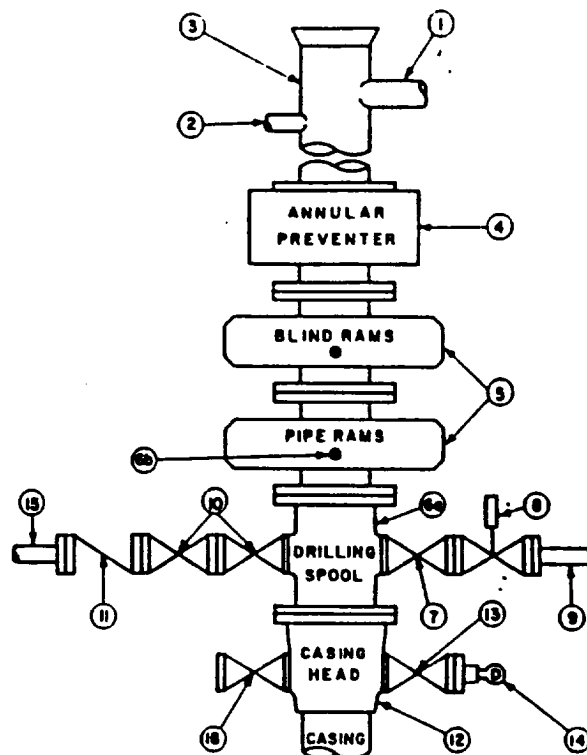 3
1
2
ANNULAR
PREVENTER
4
BLIND RAMS
5
PIPE RAMS
6b
15
10
6a
8
DRILLING
SPOOL
11
7
9
13
CASING
HEAD
D
16
12
14
CASING